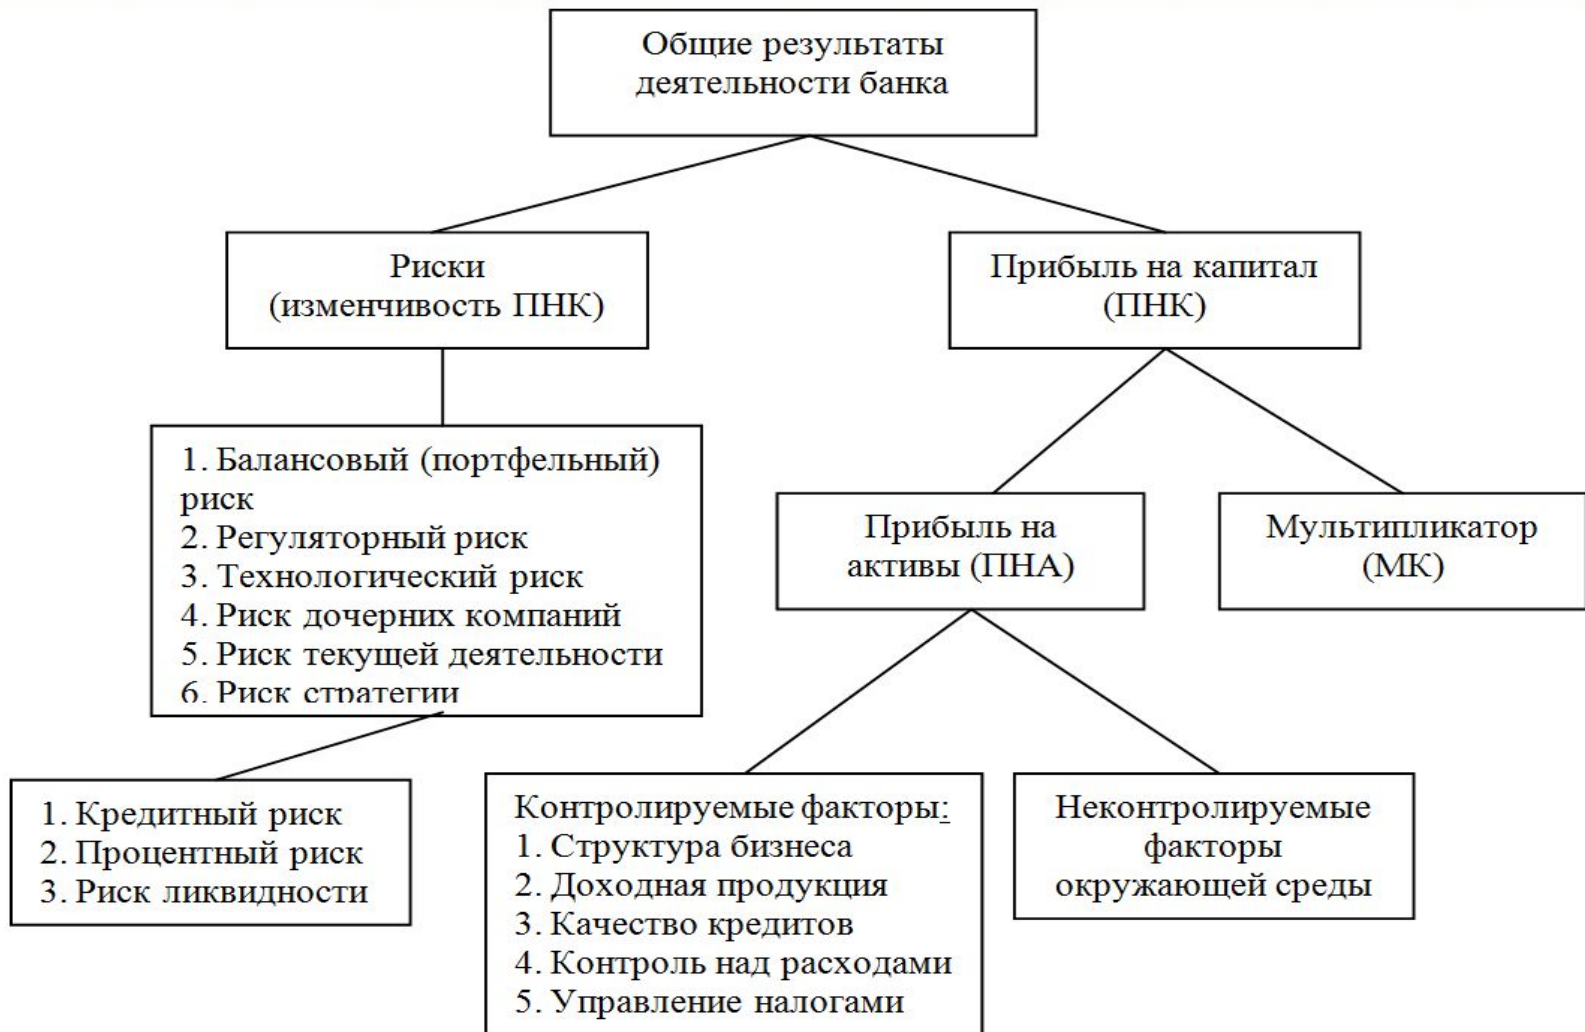 Общие результаты
деятельности банка
Риски
(изменчивость ПНК)
Прибыль на капитал
(ПНК)
1. Балансовый (портфельный)
риск
2. Регуляторный риск
3. Технологический риск
4. Риск дочерних компаний
5. Риск текущей деятельности
6. Риск стратегии
Прибыль на
активы (ПНА)
Мультипликатор
(МК)
1. Кредитный риск
2. Процентный риск
3. Риск ликвидности
Контролируемые факторы:
1. Структура бизнеса
2. Доходная продукция
3. Качество кредитов
4. Контроль над расходами
5. Управление налогами
Неконтролируемые
факторы
окружающей среды